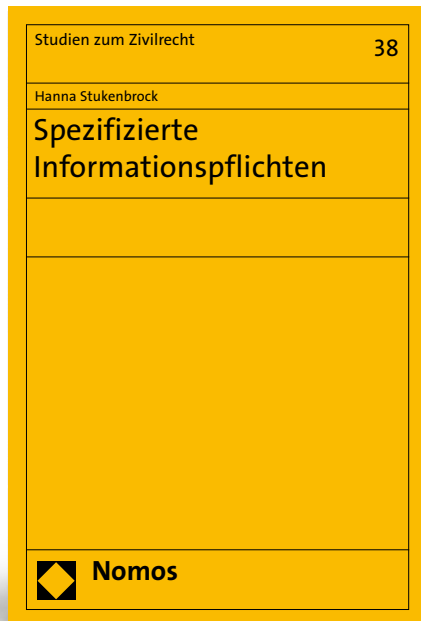 Studien zum Zivilrecht
38
Hanna Stukenbrock
Spezifizierte
Informationspflichten
Nomos